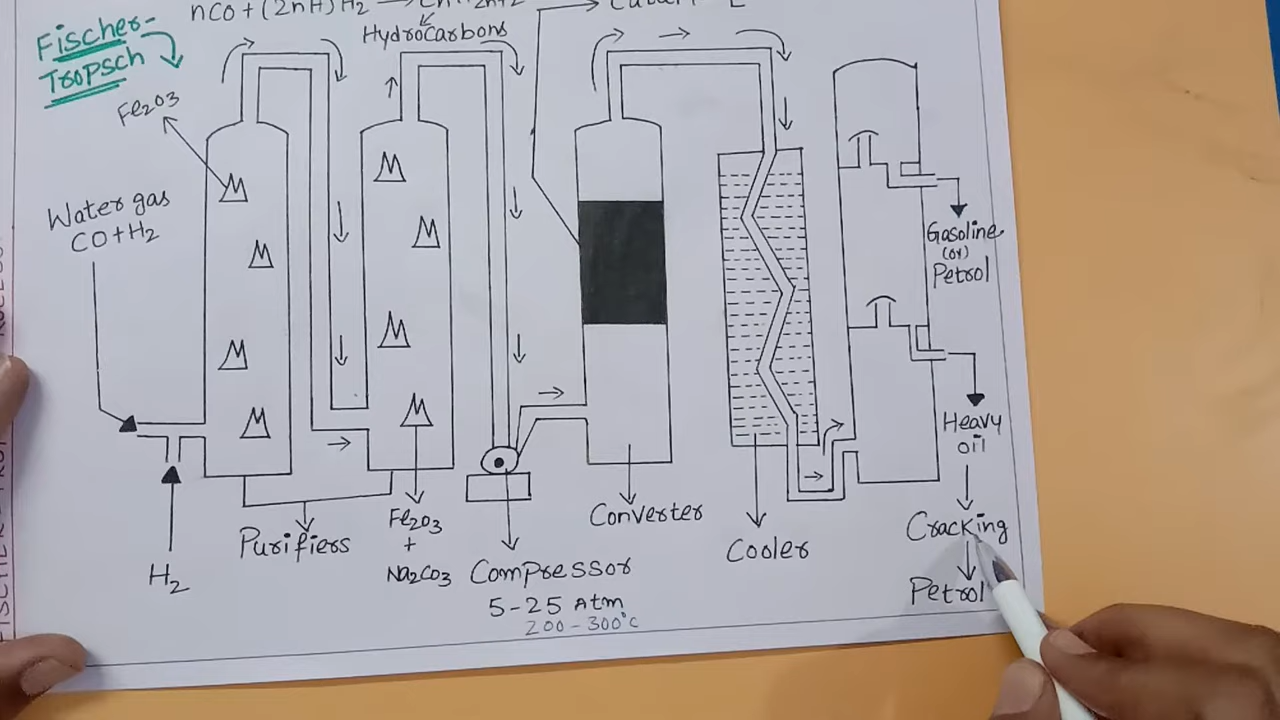 nCO + (2nH) H2
Fischer-
Tropsch
HydroCarbons
Fe2O3
Water gas
CO+H2
H2
Purifiers
Fe2O3
+
Na2CO3
Compressor
5-25 Atm
200-300°c
Converter
Cooler
Gasoline
(or)
Petrol
Heavy
oil
Cracking
Petrol